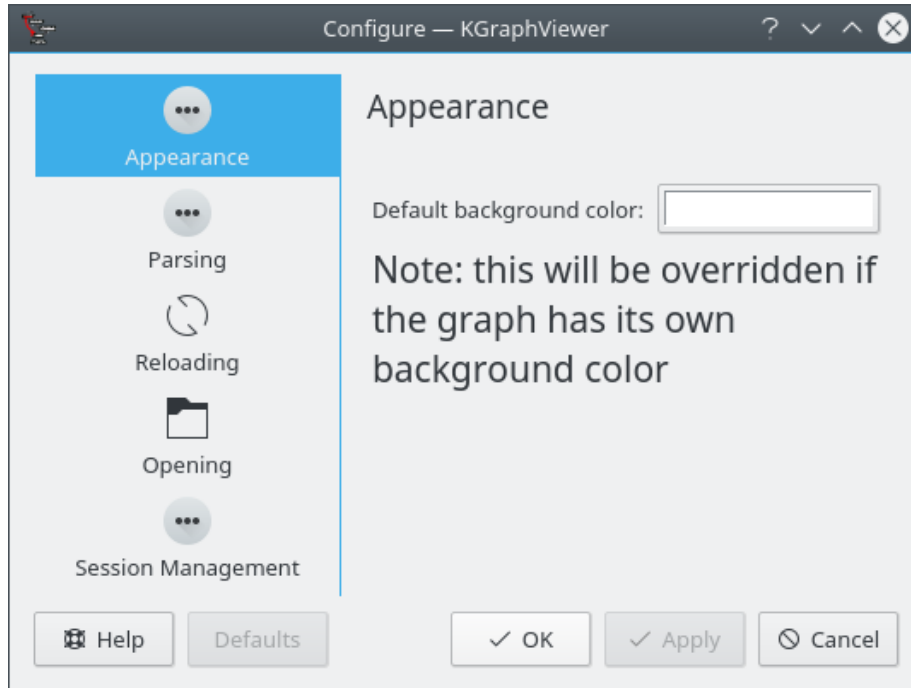 Configure — KGraphViewer
Appearance
Parsing
Reloading
Opening
Session Management
Appearance
Default background color:
Note: this will be overridden if
the graph has its own
background color
Help
Defaults
OK
Apply
Cancel